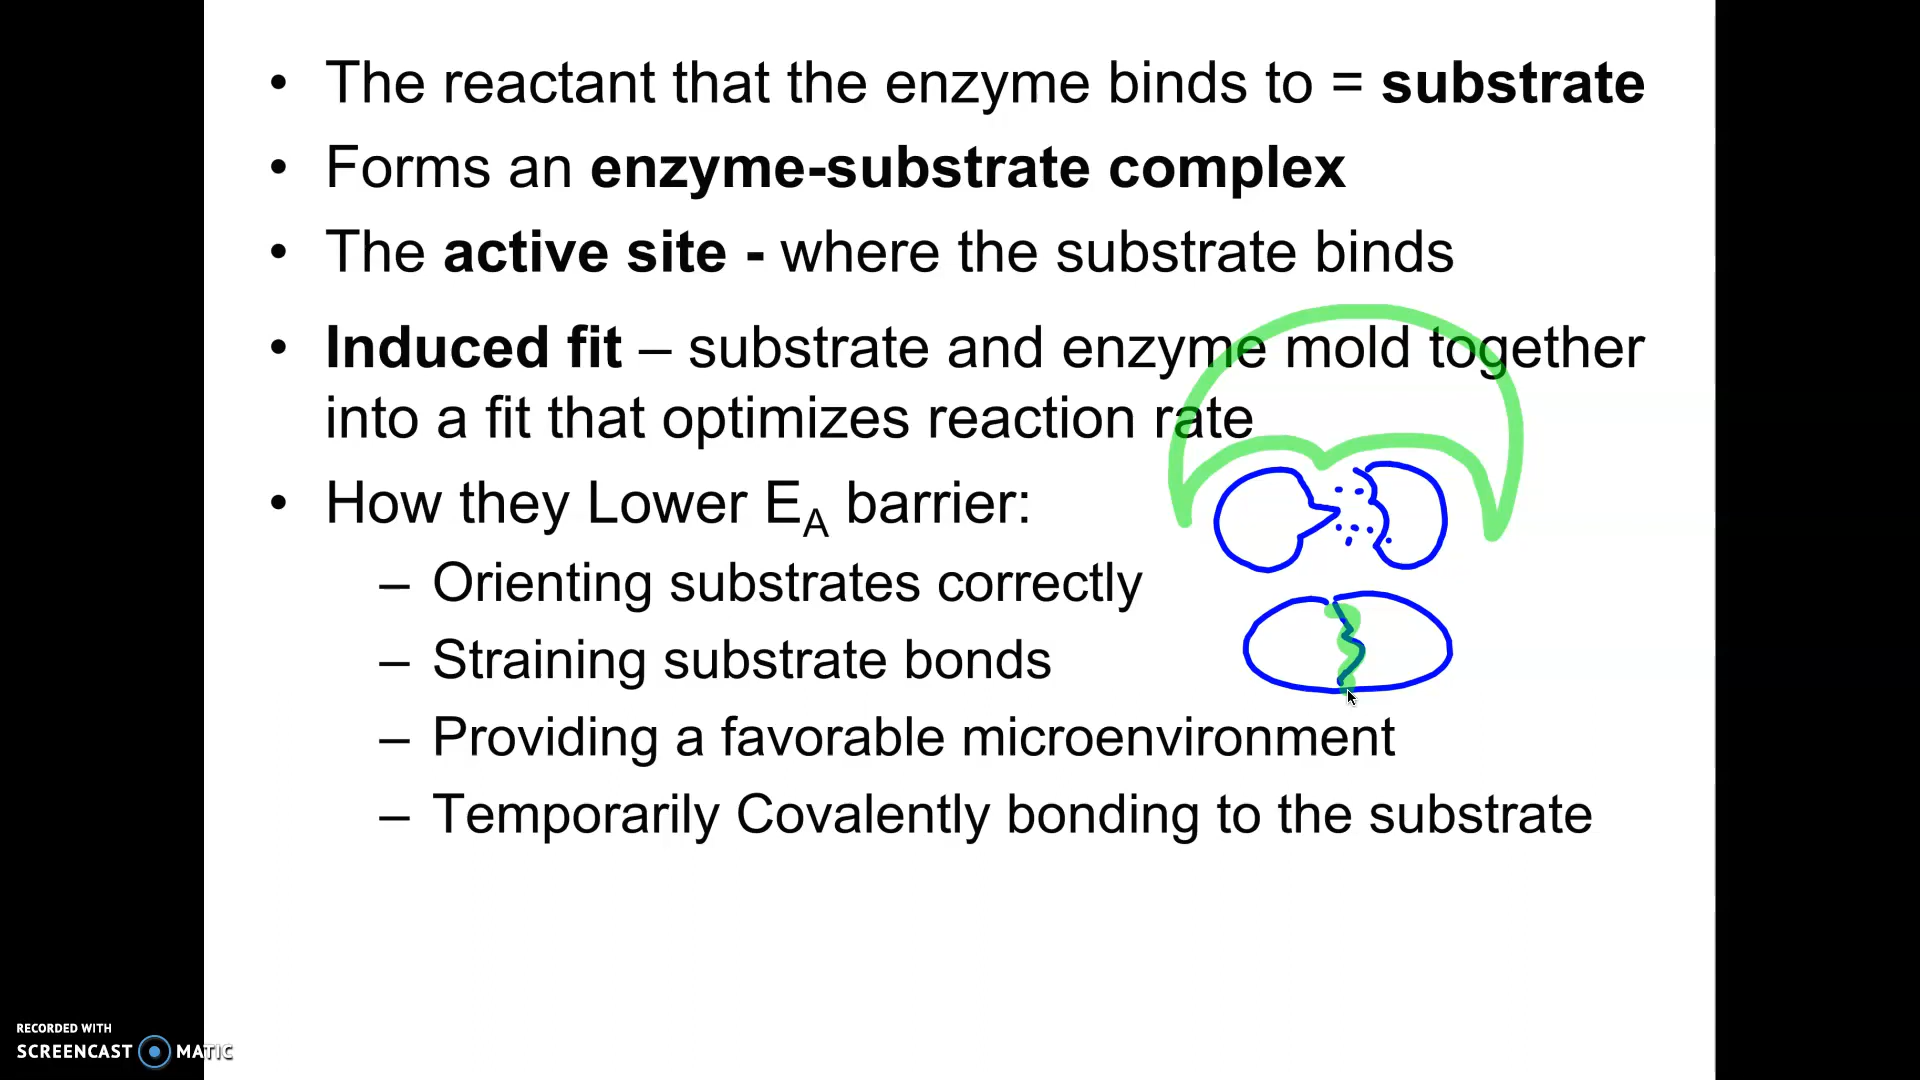 • The reactant that the enzyme binds to = substrate
• Forms an enzyme-substrate complex
• The active site - where the substrate binds
• Induced fit – substrate and enzyme mold together
into a fit that optimizes reaction rate
• How they Lower EA barrier:
– Orienting substrates correctly
– Straining substrate bonds
– Providing a favorable microenvironment
– Temporarily Covalently bonding to the substrate
RECORDED WITH
SCREENCAST MATIC